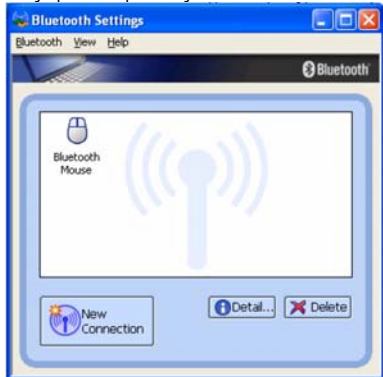 Bluetooth Settings
Bluetooth View Help
Bluetooth
Bluetooth
Mouse
New
Connection
Detail...
Delete